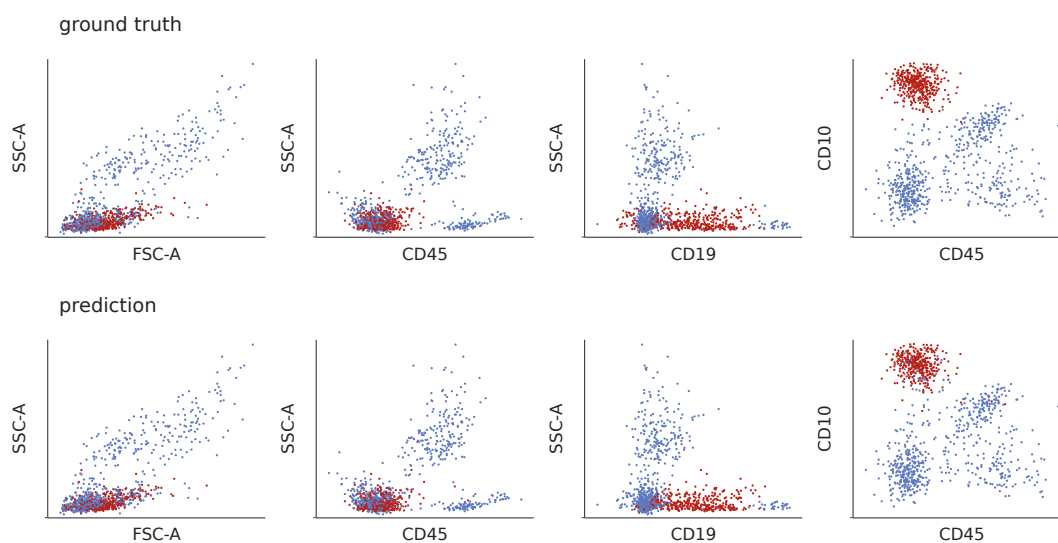 ground truth
SSC-A
FSC-A
SSC-A
CD45
SSC-A
CD19
CD10
CD45
prediction
SSC-A
FSC-A
SSC-A
CD45
SSC-A
CD19
CD10
CD45